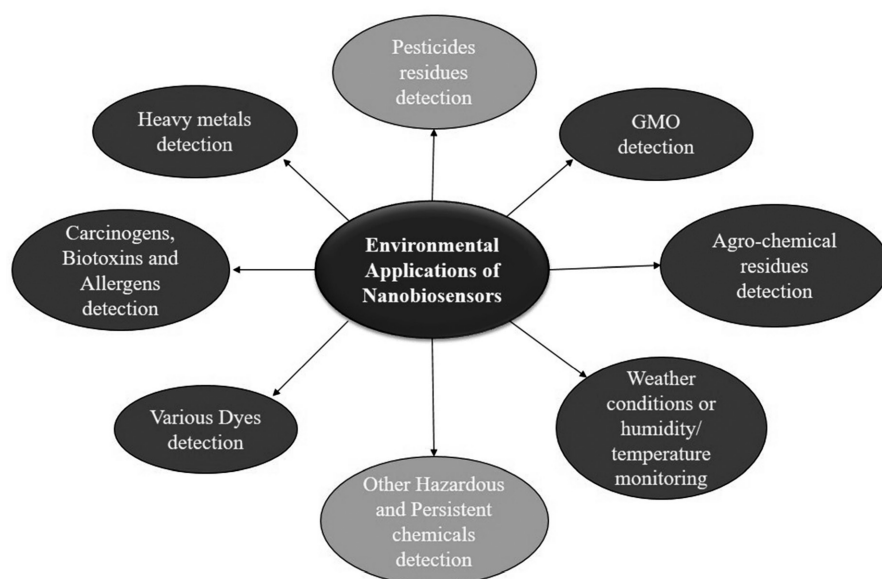 Pesticides
residues
detection
Heavy metals
detection
GMO
detection
Carcinogens,
Biotoxins and
Allergens
detection
Environmental
Applications of
Nanobiosensors
Agro-chemical
residues
detection
Various Dyes
detection
Weather
conditions or
humidity/
temperature
monitoring
Other Hazardous
and Persistent
chemicals
detection